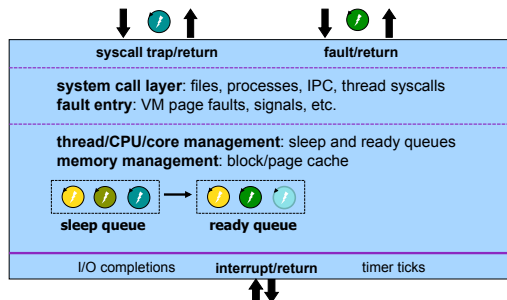 syscall trap/return fault/return
system call layer: files, processes, IPC, thread syscalls
fault entry: VM page faults, signals, etc.
thread/CPU/core management: sleep and ready queues
memory management: block/page cache
sleep queue ready queue
I/O completions interrupt/return timer ticks